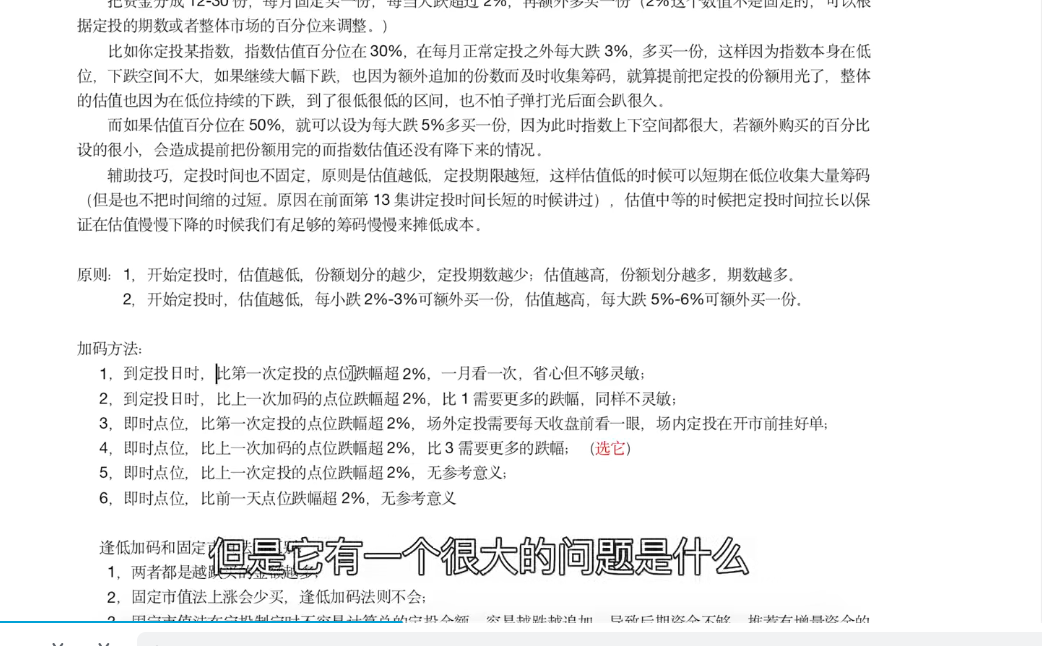 把资金分成 12-30 份，每月固定买一份，每当大跌超过 2%，再额外多买一份（2%这个数值不是固定的，可以根
据定投的期数或者整体市场的百分位来调整。）
比如你定投某指数，指数估值百分位在 30%，在每月正常定投之外每大跌 3%，多买一份，这样因为指数本身在低
位，下跌空间不大，如果继续大幅下跌，也因为额外追加的份数而及时收集筹码，就算提前把定投的份额用光了，整体
的估值也因为在低位持续的下跌，到了很低很低的区间，也不怕子弹打光后面会趴很久。
而如果估值百分位在 50%，就可以设为每大跌 5%多买一份，因为此时指数上下空间都很大，若额外购买的百分比
设的很小，会造成提前把份额用完的而指数估值还没有降下来的情况。
辅助技巧，定投时间也不固定，原则是估值越低，定投期限越短，这样估值低的时候可以短期在低位收集大量筹码
（但是也不把时间缩的过短。原因在前面第 13 集讲定投时间长短的时候讲过），估值中等的时候把定投时间拉长以保
证在估值慢慢下降的时候我们有足够的筹码慢慢来摊低成本。
原则：1，开始定投时，估值越低，份额划分的越少，定投期数越少；估值越高，份额划分越多，期数越多。
2，开始定投时，估值越低，每小跌 2%-3%可额外买一份，估值越高，每大跌 5%-6%可额外买一份。
加码方法：
1，到定投日时，比第一次定投的点位跌幅超 2%，一月看一次，省心但不够灵敏；
2，到定投日时，比上一次加码的点位跌幅超 2%，比 1 需要更多的跌幅，同样不灵敏；
3，即时点位，比第一次定投的点位跌幅超 2%，场外定投需要每天收盘前看一眼，场内定投在开市前挂好单；
4，即时点位，比上一次加码的点位跌幅超 2%，比 3 需要更多的跌幅；（选它）
5，即时点位，比上一次定投的点位跌幅超 2%，无参考意义；
6，即时点位，比前一天点位跌幅超 2%，无参考意义
逢低加码和固定市
但是它有一个很大的问题是什么
1，两者都是越跌买的金额越多；
2，固定市值法上涨会少买，逢低加码法则不会；